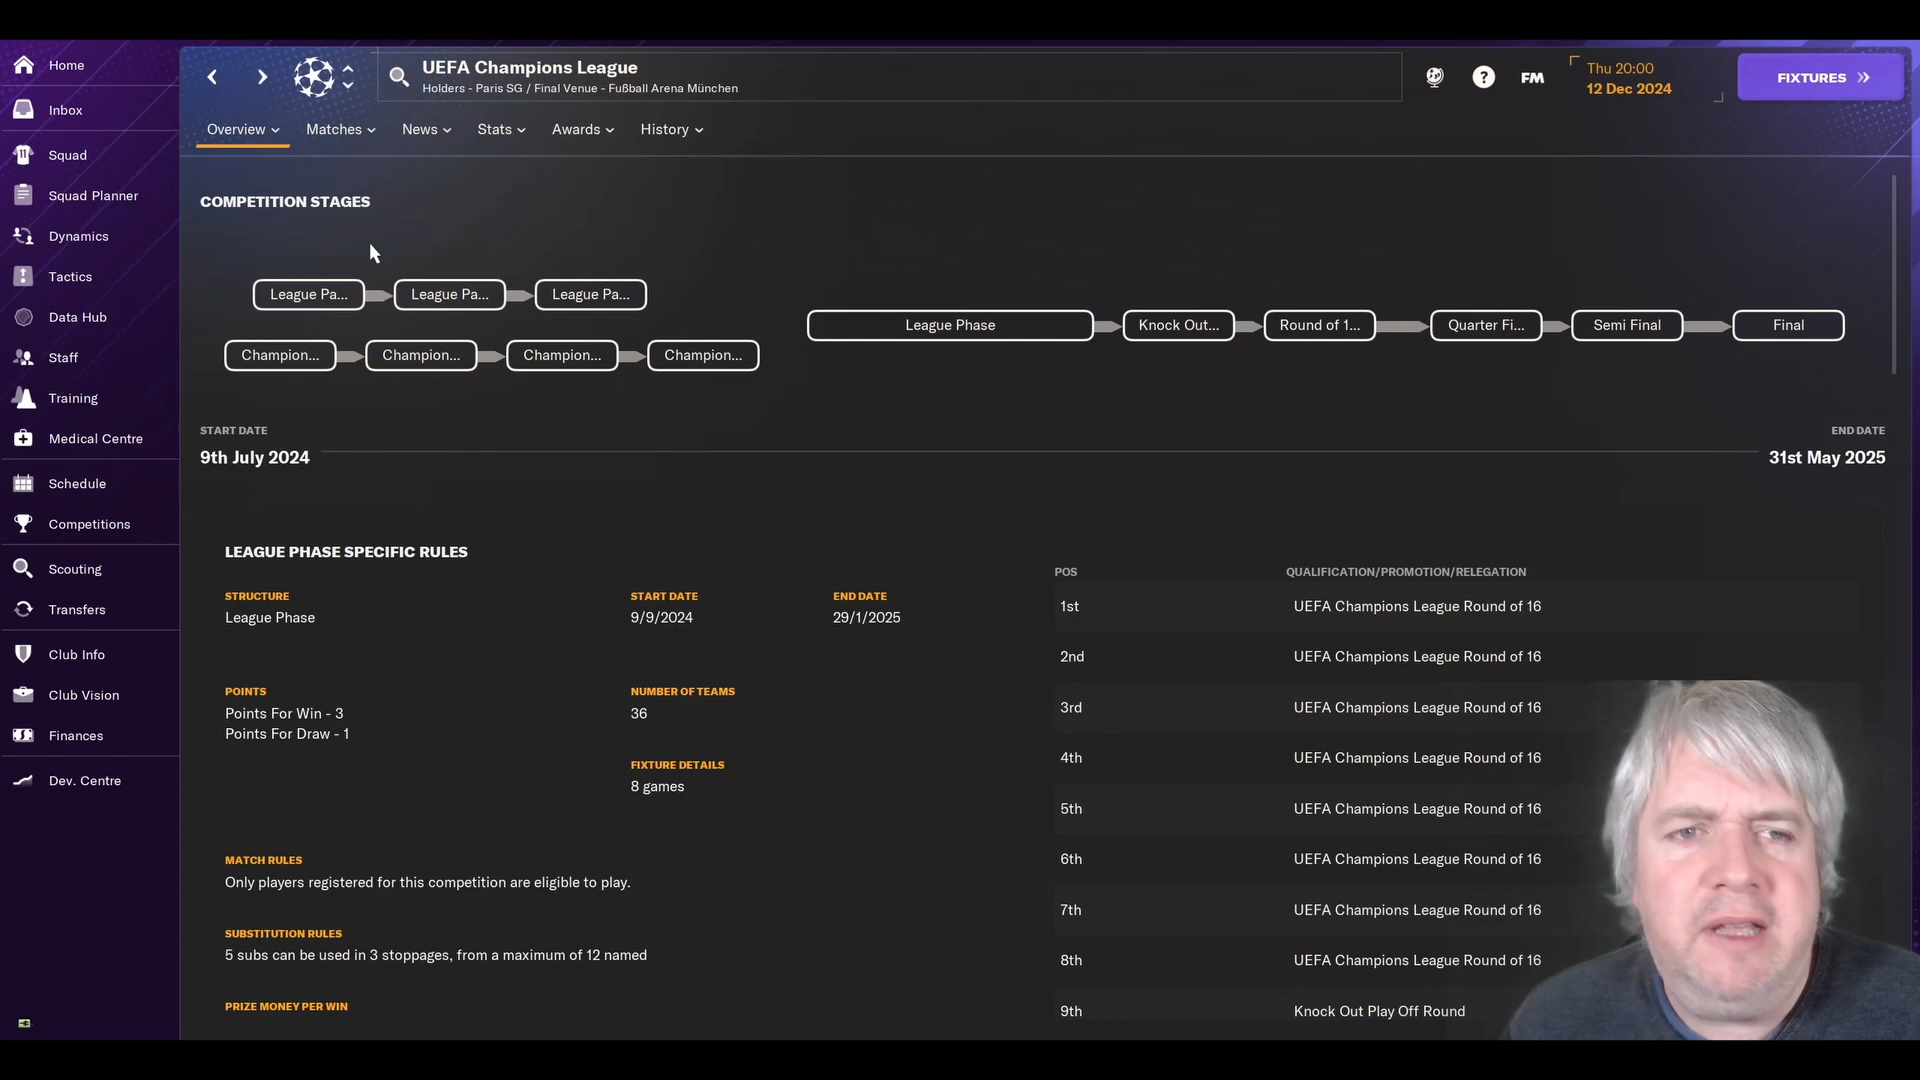 Home
Inbox
Squad
Squad Planner
Dynamics
Tactics
Data Hub
Staff
Training
Medical Centre
Schedule
Competitions
Scouting
Transfers
Club Info
Club Vision
Finances
Dev. Centre
UEFA Champions League
Holders - Paris SG / Final Venue - Fußball Arena München
FM
Thu 20:00
12 Dec 2024
FIXTURES
Overview Matches News Stats Awards History
COMPETITION STAGES
League Pa... League Pa... League Pa...
Champion... Champion... Champion... Champion...
League Phase Knock Out... Round of 1... Quarter Fi... Semi Final Final
START DATE
9th July 2024
END DATE
31st May 2025
LEAGUE PHASE SPECIFIC RULES
STRUCTURE
League Phase
START DATE
9/9/2024
END DATE
29/1/2025
POINTS
Points For Win - 3
Points For Draw - 1
NUMBER OF TEAMS
36
FIXTURE DETAILS
8 games
MATCH RULES
Only players registered for this competition are eligible to play.
SUBSTITUTION RULES
5 subs can be used in 3 stoppages, from a maximum of 12 named
PRIZE MONEY PER WIN
POS QUALIFICATION/PROMOTION/RELEGATION
1st UEFA Champions League Round of 16
2nd UEFA Champions League Round of 16
3rd UEFA Champions League Round of 16
4th UEFA Champions League Round of 16
5th UEFA Champions League Round of 16
6th UEFA Champions League Round of 16
7th UEFA Champions League Round of 16
8th UEFA Champions League Round of 16
9th Knock Out Play Off Round